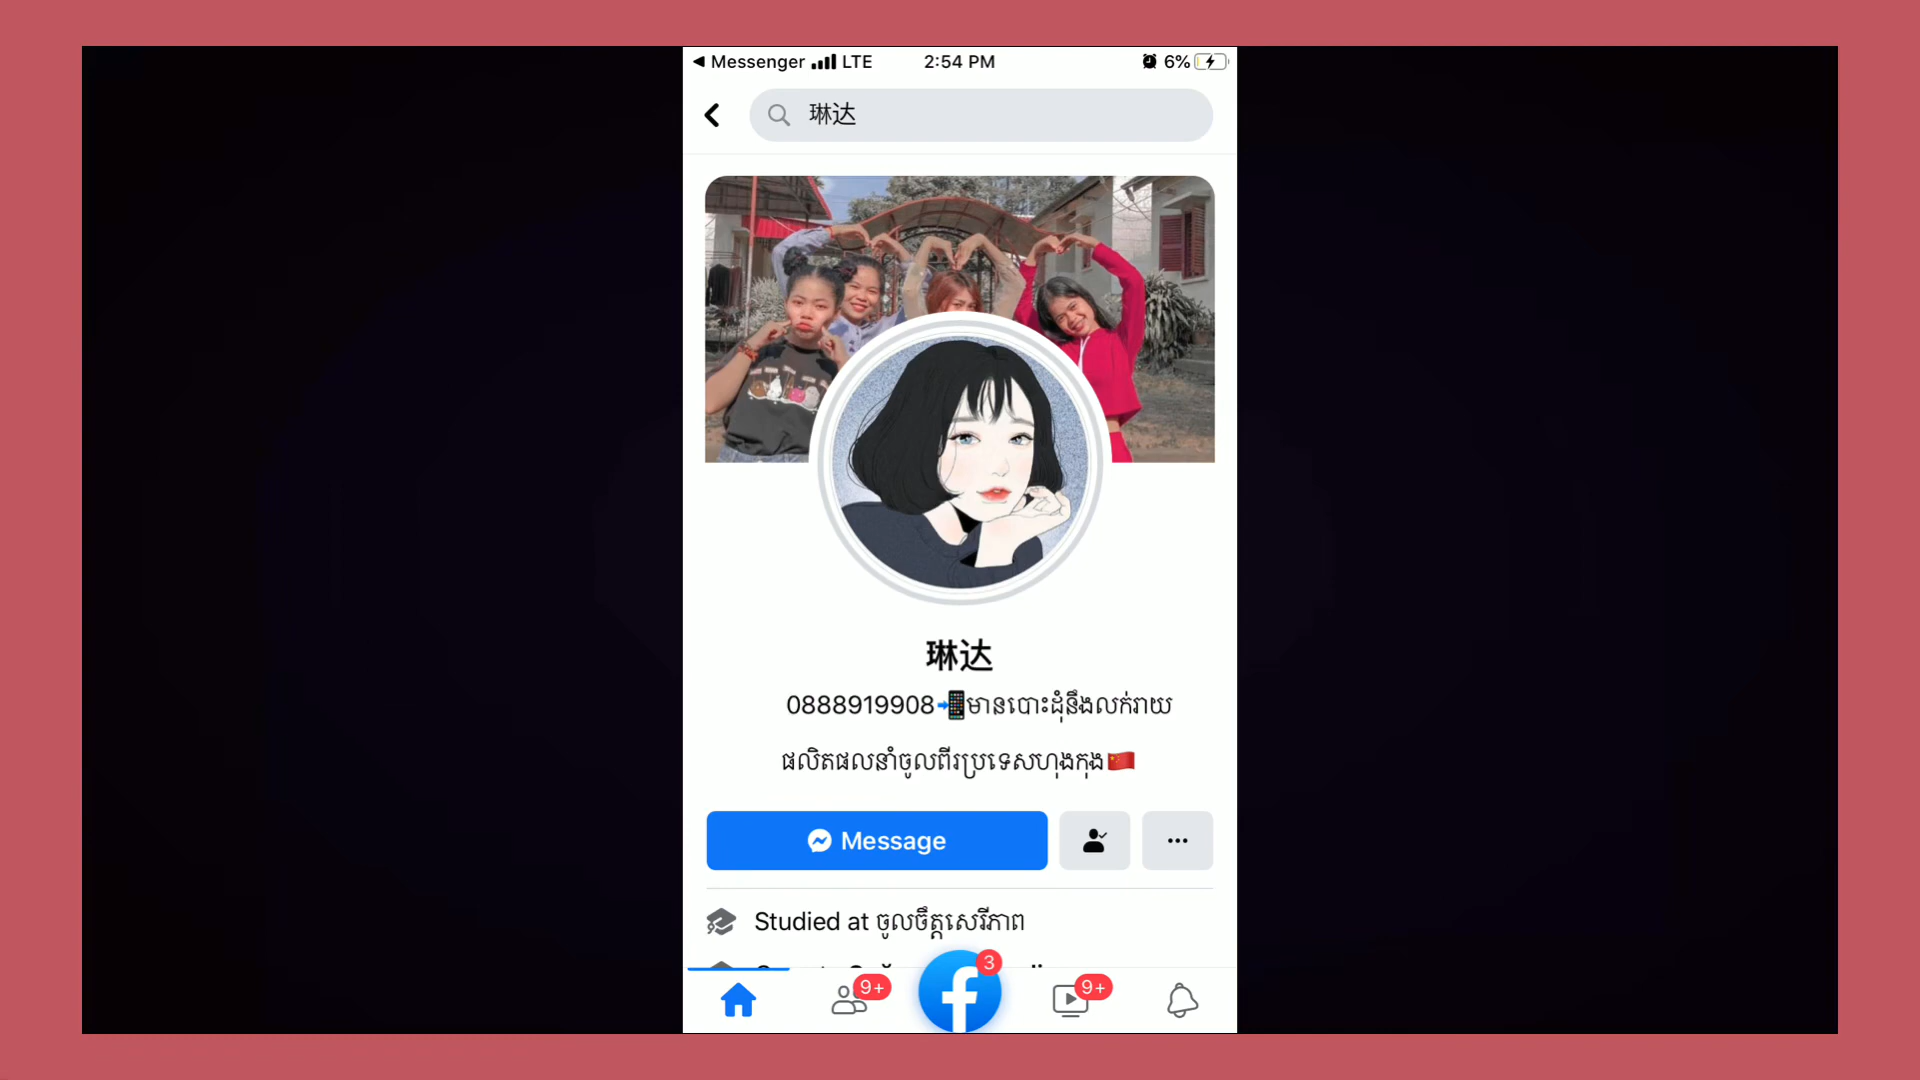 Messenger LTE 2:54 PM 6%
琳达
琳达
0888919908📲មានបោះដុំនឹងលក់រាយ
ផលិតផលនាំចូលពីរប្រទេសហុងកុង🇨🇳
Message
Studied at ចូលចឹត្តសេរីភាព
9+ 3 9+